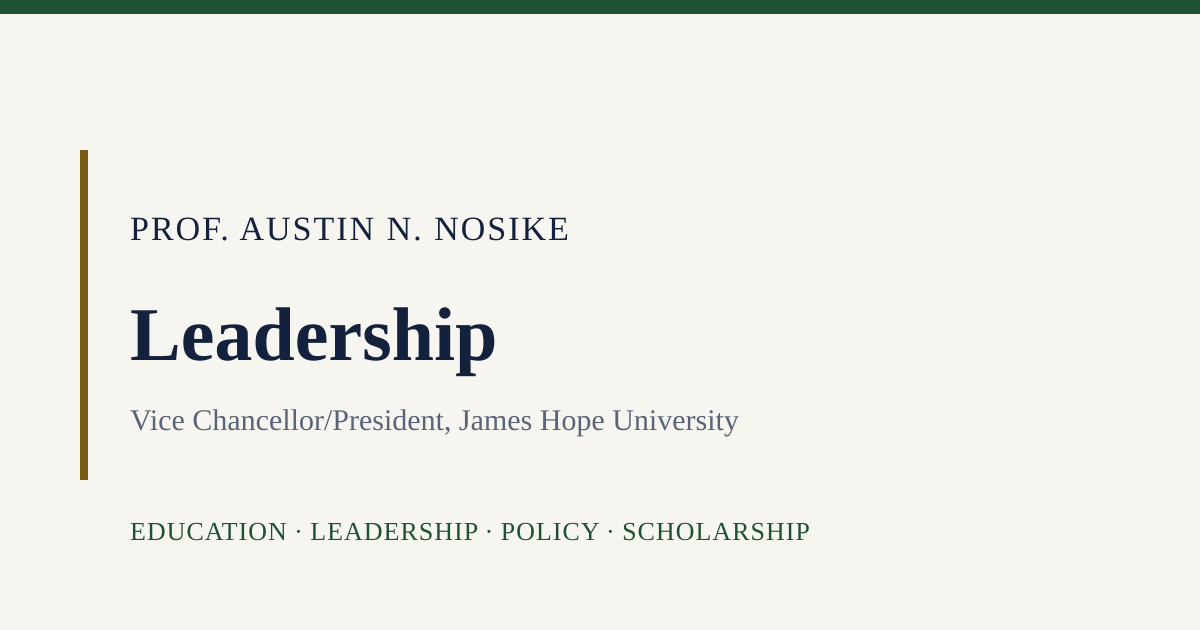 PROF. AUSTIN N. NOSIKE
Leadership
Vice Chancellor/President, James Hope University
EDUCATION · LEADERSHIP · POLICY · SCHOLARSHIP